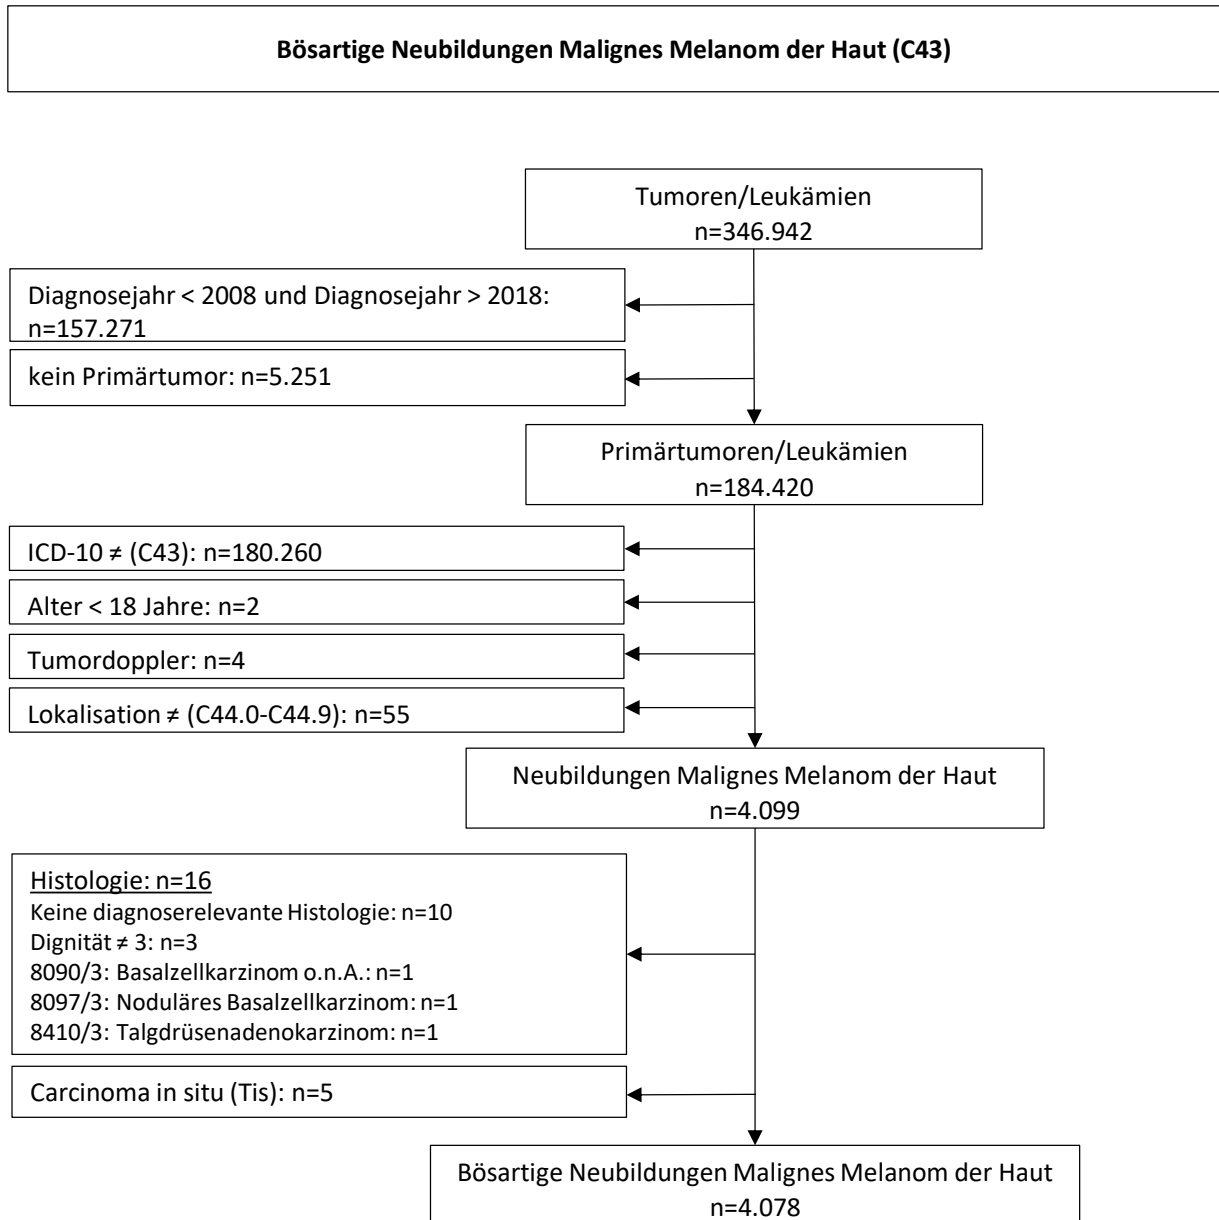 Bösartige Neubildungen Malignes Melanom der Haut (C43)
Tumoren/Leukämien
n=346.942
Diagnosejahr < 2008 und Diagnosejahr > 2018:
n=157.271
kein Primärtumor: n=5.251
Primärtumoren/Leukämien
n=184.420
ICD-10 ≠ (C43): n=180.260
Alter < 18 Jahre: n=2
Tumordoppler: n=4
Lokalisation ≠ (C44.0-C44.9): n=55
Neubildungen Malignes Melanom der Haut
n=4.099
Histologie: n=16
Keine diagnoserelevante Histologie: n=10
Dignität ≠ 3: n=3
8090/3: Basalzellkarzinom o.n.A.: n=1
8097/3: Noduläres Basalzellkarzinom: n=1
8410/3: Talgdrüsenadenokarzinom: n=1
Carcinoma in situ (Tis): n=5
Bösartige Neubildungen Malignes Melanom der Haut
n=4.078